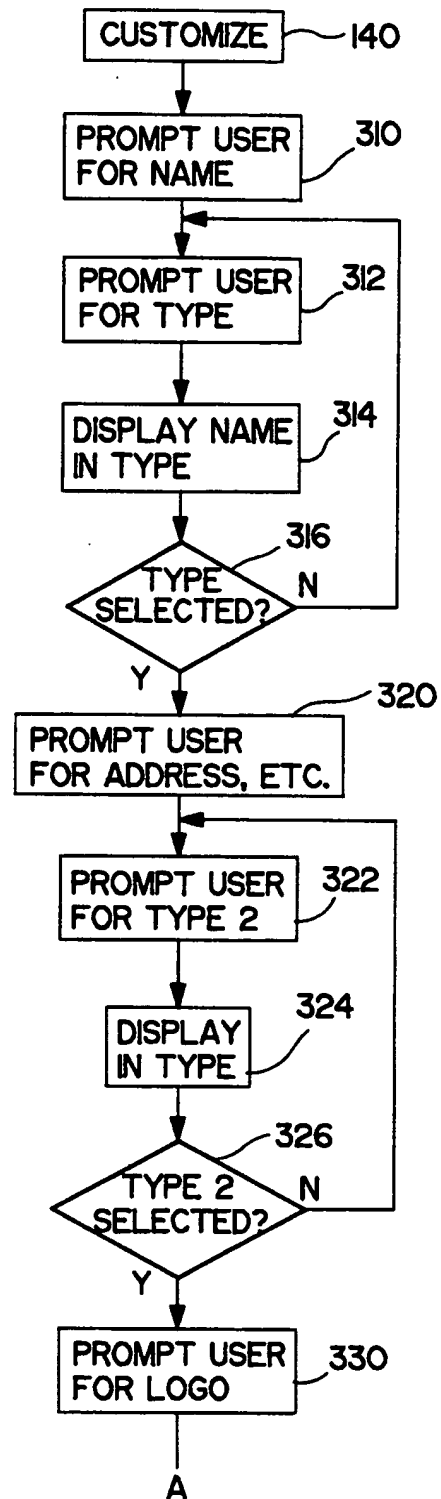 CUSTOMIZE
140
PROMPT USER
FOR NAME
310
PROMPT USER
FOR TYPE
312
DISPLAY NAME
IN TYPE
314
316
TYPE
SELECTED?
N
Y
320
PROMPT USER
FOR ADDRESS, ETC.
PROMPT USER
FOR TYPE 2
322
DISPLAY
IN TYPE
324
326
TYPE 2
SELECTED?
N
Y
PROMPT USER
FOR LOGO
330
A